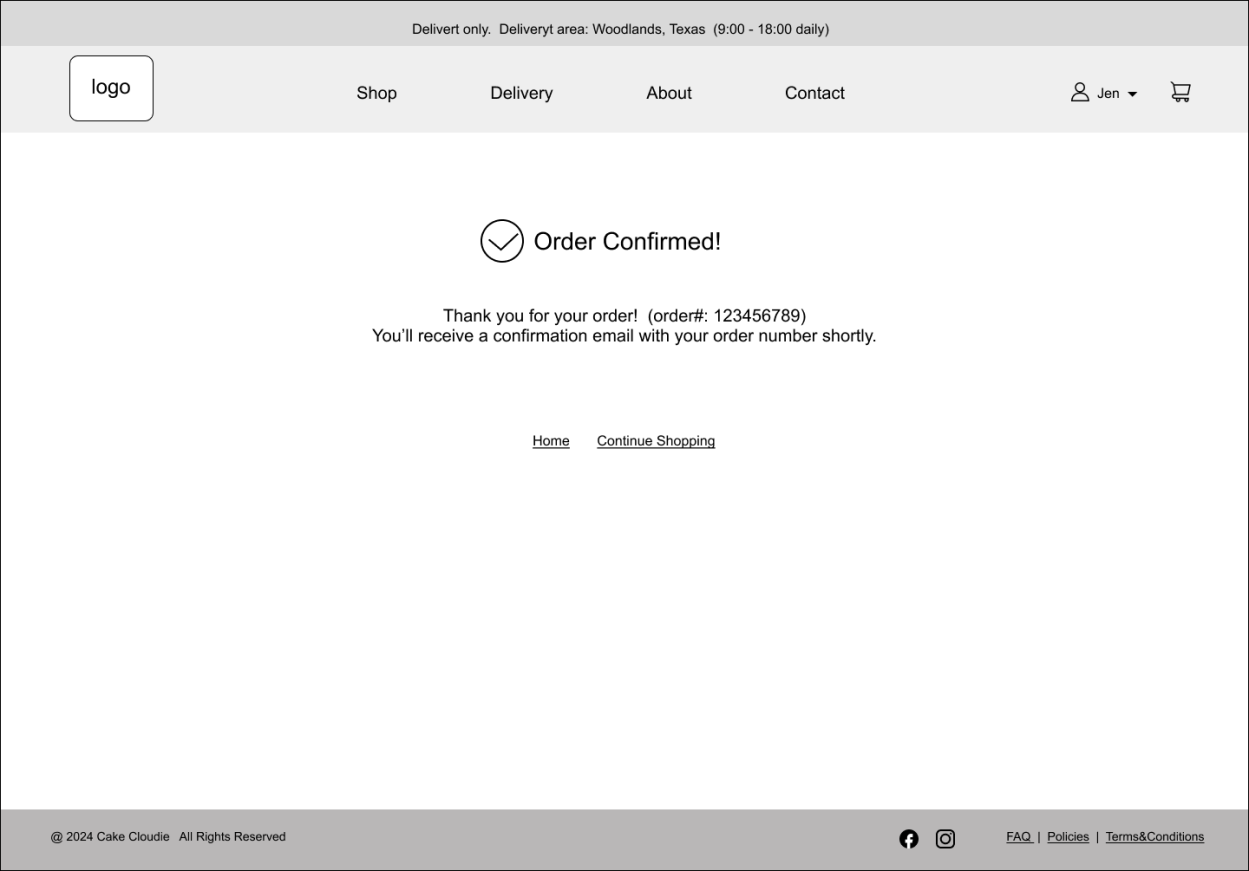 Delivert only.  Deliveryt area: Woodlands, Texas  (9:00 - 18:00 daily)
logo
Shop
Delivery
About
Contact
Jen
Order Confirmed!
Thank you for your order!  (order#: 123456789)
You’ll receive a confirmation email with your order number shortly.
Home
Continue Shopping
@ 2024 Cake Cloudie   All Rights Reserved
FAQ | Policies | Terms&Conditions